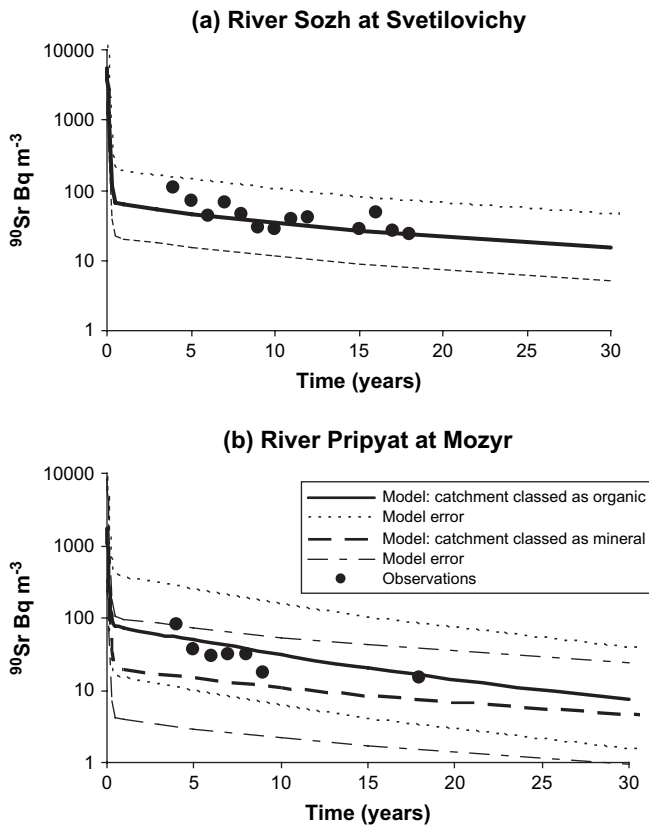 (a) River Sozh at Svetilovichy
10000
1000
100
10
1
⁹⁰Sr Bq m⁻³
0 5 10 15 20 25 30
Time (years)
(b) River Pripyat at Mozyr
10000
1000
100
10
1
⁹⁰Sr Bq m⁻³
Model: catchment classed as organic
Model error
Model: catchment classed as mineral
Model error
Observations
0 5 10 15 20 25 30
Time (years)